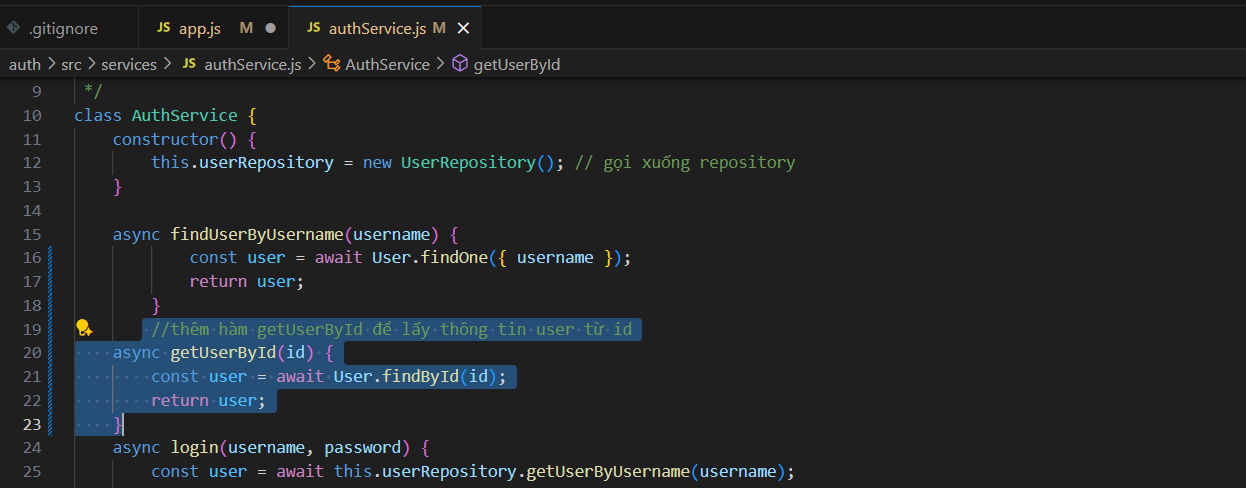 .gitignore JS app.js M JS authService.js M
auth > src > services > JS authService.js > AuthService > getUserById
9 */
10 class AuthService {
11 constructor() {
12 this.userRepository = new UserRepository(); // gọi xuống repository
13 }
14
15 async findUserByUsername(username) {
16 const user = await User.findOne({ username });
17 return user;
18 }
19 //thêm hàm getUserById để lấy thông tin user từ id
20 async getUserById(id) {
21 const user = await User.findById(id);
22 return user;
23 }
24 async login(username, password) {
25 const user = await this.userRepository.getUserByUsername(username);